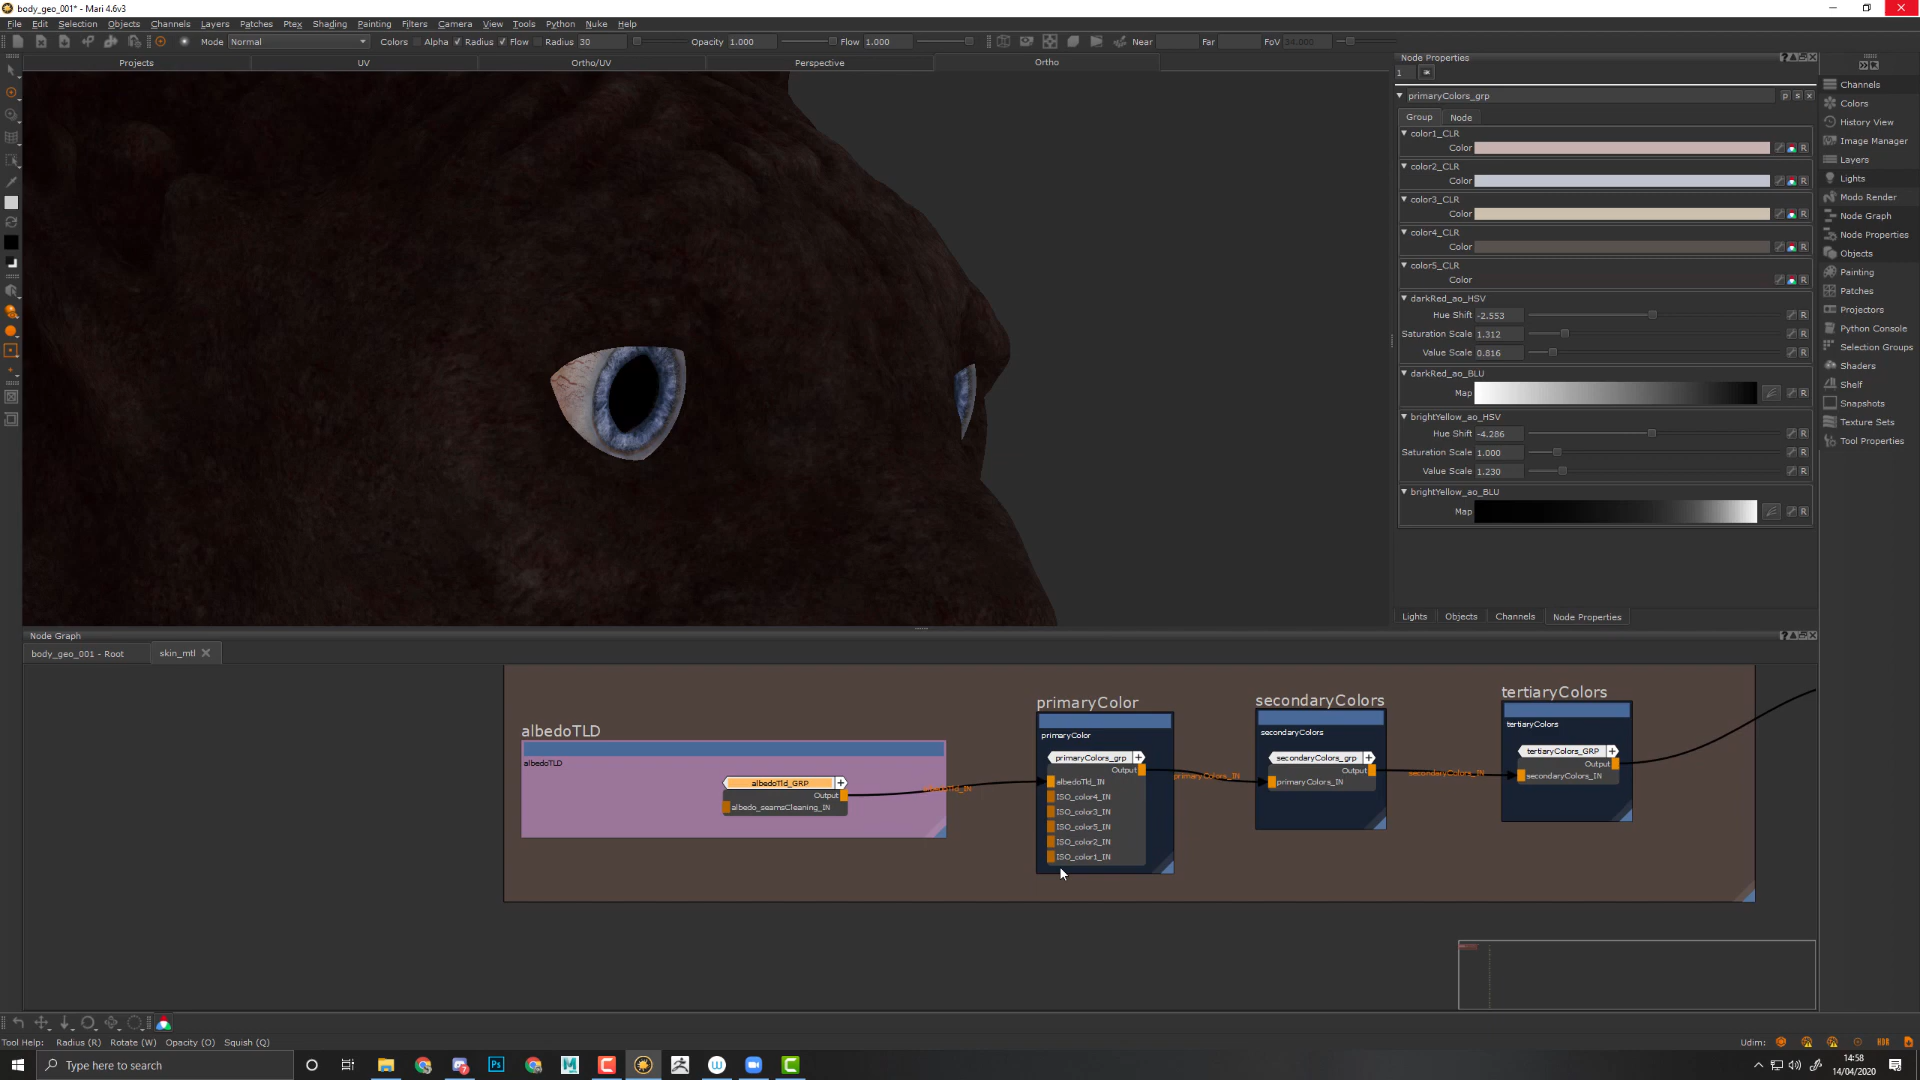 body_geo_001* - Mari 4.6v3
File Edit Selection Objects Channels Layers Patches Ptex Shading Painting Filters Camera View Tools Python Nuke Help
Mode Normal Colors Alpha Radius Flow Radius 30 Opacity 1.000 Flow 1.000 Near Far FoV 34.000
Projects UV Ortho/UV Perspective Ortho
Node Properties
1
primaryColors_grp p s
Group Node
color1_CLR
Color R
color2_CLR
Color R
color3_CLR
Color R
color4_CLR
Color R
color5_CLR
Color R
darkRed_ao_HSV
Hue Shift -2.553 R
Saturation Scale 1.312 R
Value Scale 0.816 R
darkRed_ao_BLU
Map R
brightYellow_ao_HSV
Hue Shift -4.286 R
Saturation Scale 1.000 R
Value Scale 1.230 R
brightYellow_ao_BLU
Map R
Lights Objects Channels Node Properties
Channels
Colors
History View
Image Manager
Layers
Lights
Modo Render
Node Graph
Node Properties
Objects
Painting
Patches
Projectors
Python Console
Selection Groups
Shaders
Shelf
Snapshots
Texture Sets
Tool Properties
Node Graph
body_geo_001 - Root skin_mtl
albedoTLD
albedoTLD
albedoTld_GRP +
Output
albedo_seamsCleaning_IN
albedoTld_IN
primaryColor
primaryColor
primaryColors_grp +
Output
albedoTld_IN
ISO_color4_IN
ISO_color3_IN
ISO_color5_IN
ISO_color2_IN
ISO_color1_IN
primaryColors_IN
secondaryColors
secondaryColors
secondaryColors_grp +
Output
primaryColors_IN
secondaryColors_IN
tertiaryColors
tertiaryColors
tertiaryColors_GRP +
Output
secondaryColors_IN
Tool Help: Radius (R) Rotate (W) Opacity (O) Squish (Q)
Udim:
Type here to search
14:58
14/04/2020